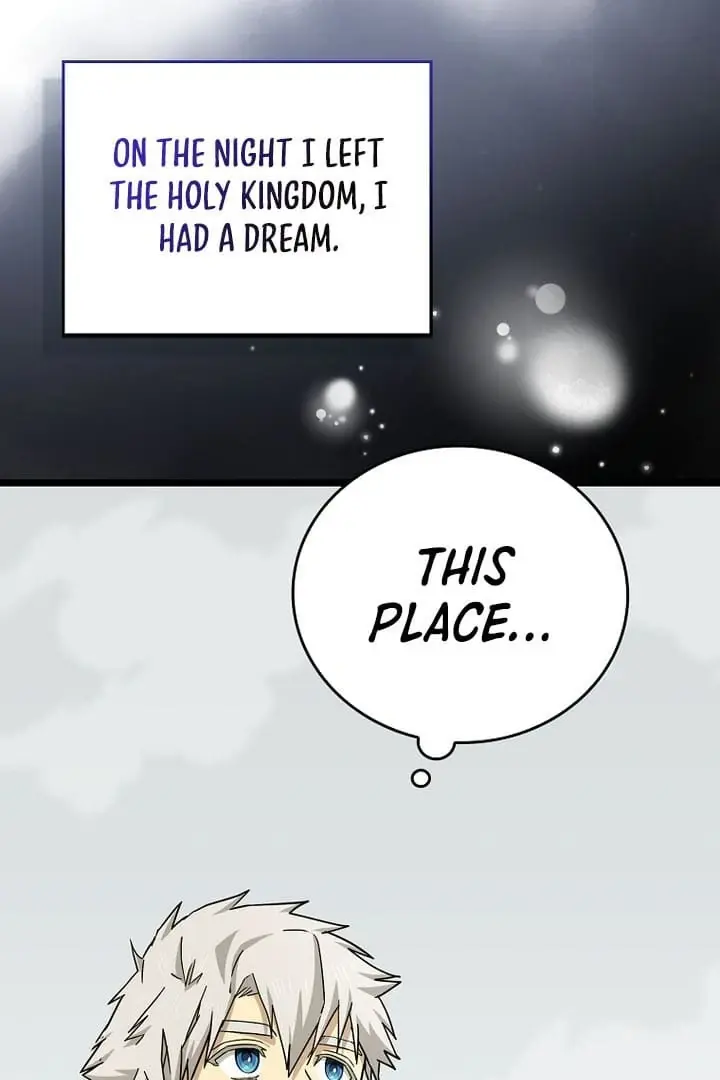 ON THE NIGHT I LEFT
THE HOLY KINGDOM, I
HAD A DREAM.
THIS
PLACE...